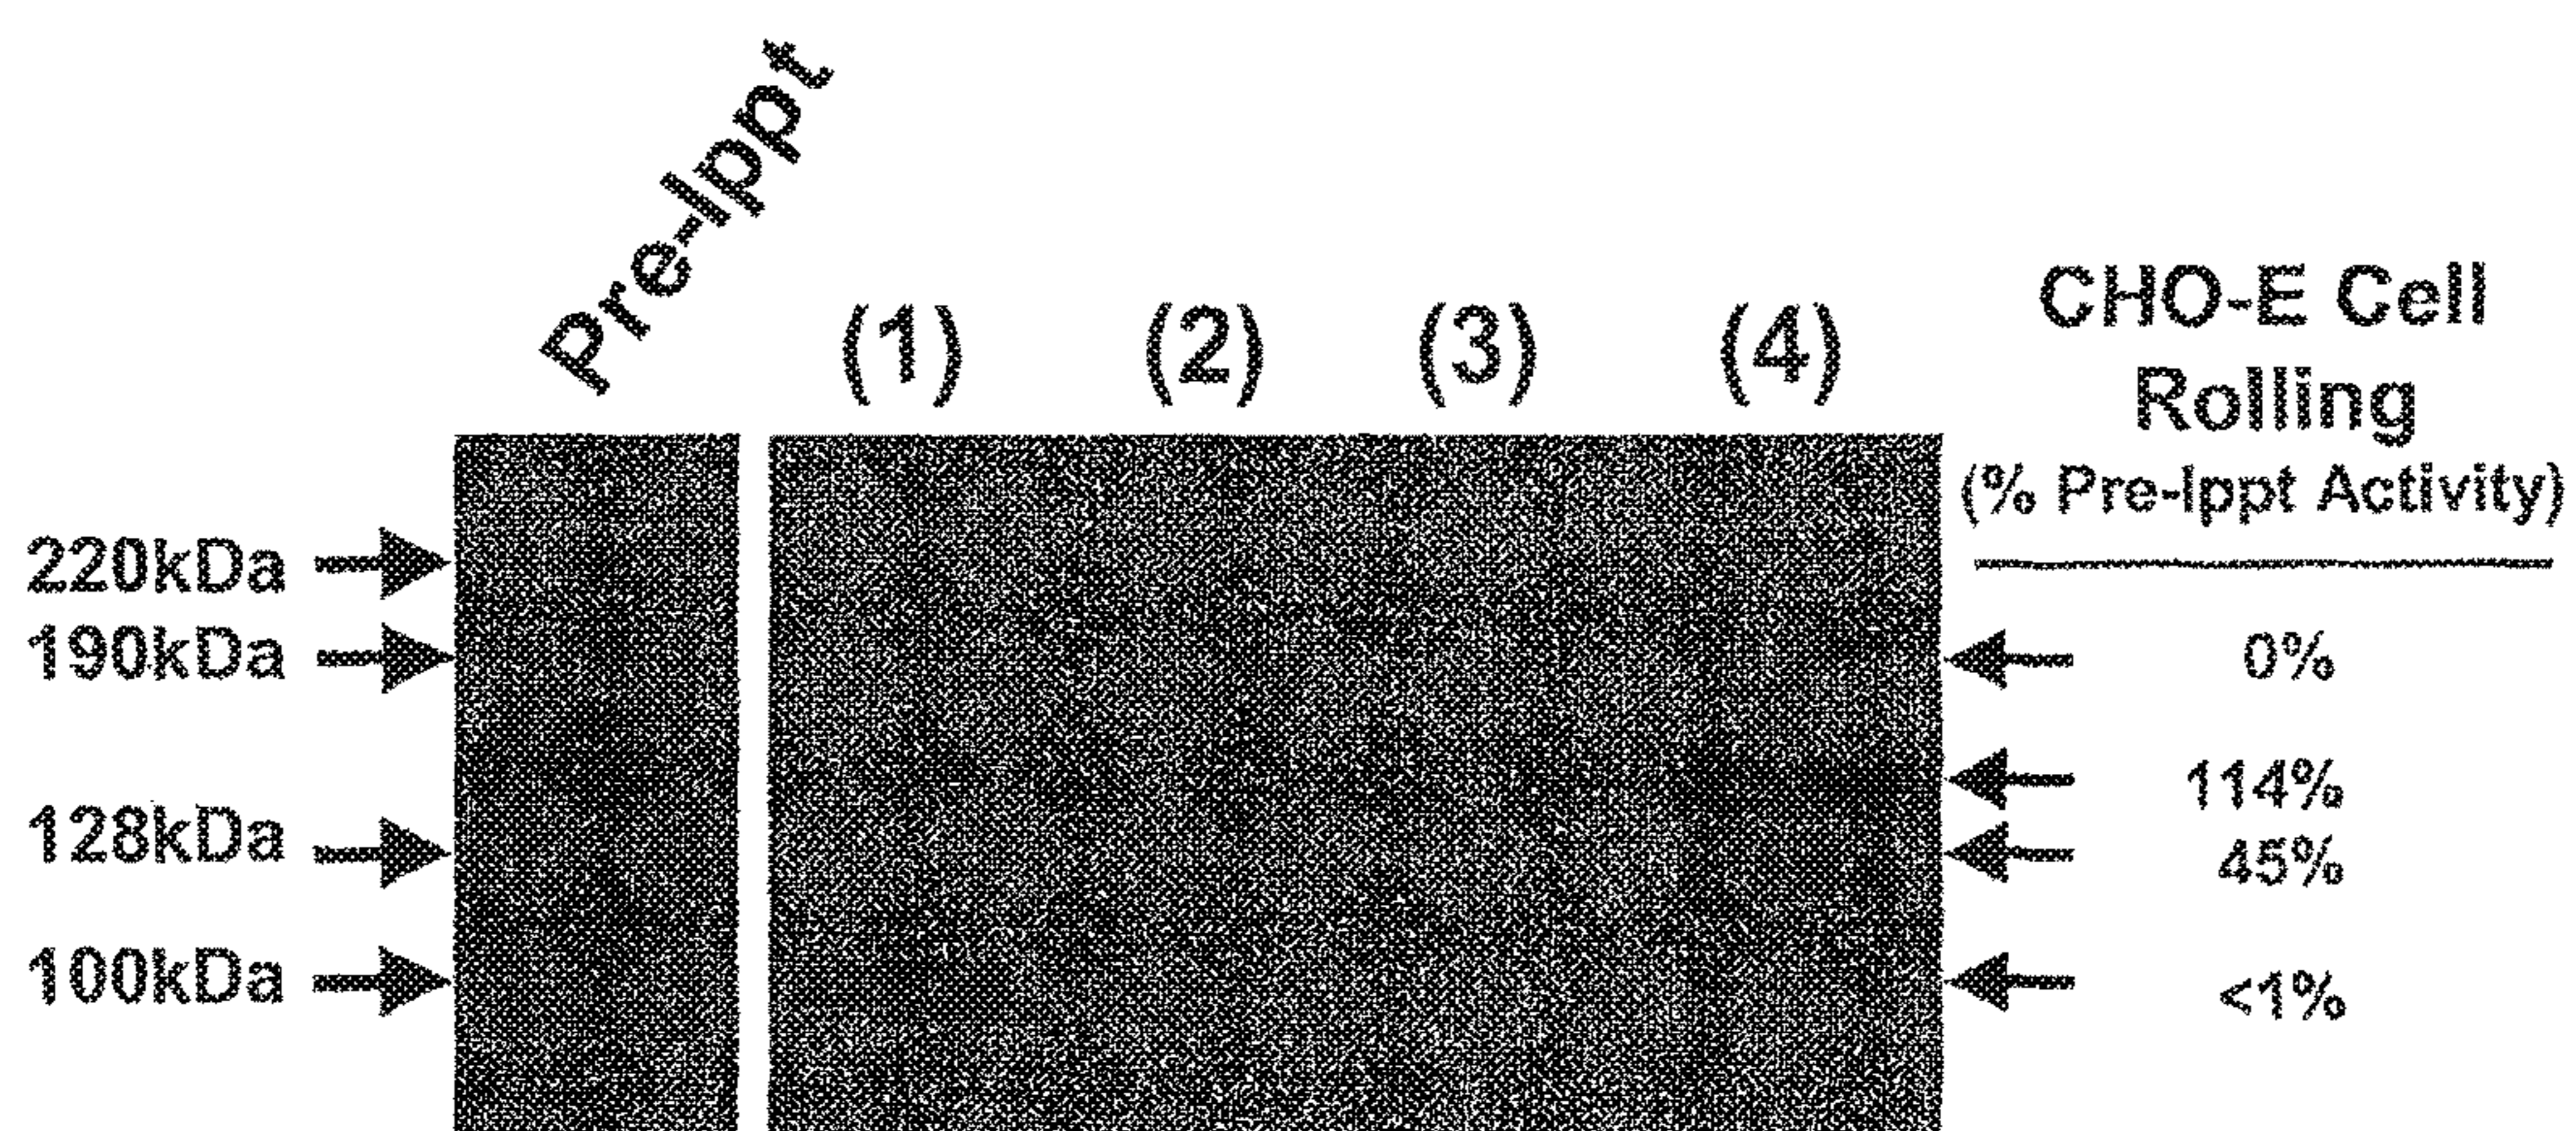 Pre-Ippt
(1) (2) (3) (4)
CHO-E Cell
Rolling
(% Pre-Ippt Activity)
220kDa
190kDa
0%
114%
128kDa
45%
100kDa
<1%